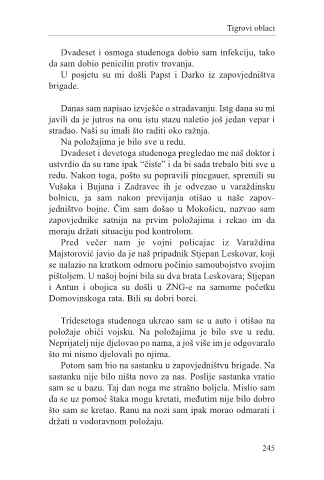 Tigrovi oblaci
Dvadeset i osmoga studenoga dobio sam infekciju, tako
da sam dobio penicilin protiv trovanja.
U posjetu su mi došli Papst i Darko iz zapovjedništva
brigade.
Danas sam napisao izvješće o stradavanju. Istg dana su mi
javili da je jutros na onu istu stazu naletio još jedan vepar i
stradao. Naši su imali što raditi oko ražnja.
Na položajima je bilo sve u redu.
Dvadeset i devetoga studenoga pregledao me naš doktor i
ustvrdio da su rane ipak “čiste” i da bi sada trebalo biti sve u
redu. Nakon toga, pošto su popravili pincgauer, spremili su
Vušaka i Bujana i Zadravec ih je odvezao u varaždinsku
bolnicu, ja sam nakon previjanja otišao u naše zapov-
jedništvo bojne. Čim sam došao u Mokošicu, nazvao sam
zapovjednike satnija na prvim položajima i rekao im da
moraju držati situaciju pod kontrolom.
Pred večer nam je vojni policajac iz Varaždina
Majstorović javio da je naš pripadnik Stjepan Leskovar, koji
se nalazio na kratkom odmoru počinio samoubojstvo svojim
pištoljem. U našoj bojni bila su dva brata Leskovara; Stjepan
i Antun i obojica su došli u ZNG-e na samome početku
Domovinskoga rata. Bili su dobri borci.
Tridesetoga studenoga ukrcao sam se u auto i otišao na
položaje obići vojsku. Na položajima je bilo sve u redu.
Neprijatelj nije djelovao po nama, a još više im je odgovaralo
što mi nismo djelovali po njima.
Potom sam bio na sastanku u zapovjedništvu brigade. Na
sastanku nije bilo ništa novo za nas. Poslije sastanka vratio
sam se u bazu. Taj dan noga me strašno boljela. Mislio sam
da se uz pomoć štaka mogu kretati, međutim nije bilo dobro
što sam se kretao. Ranu na nozi sam ipak morao odmarati i
držati u vodoravnom položaju.
245